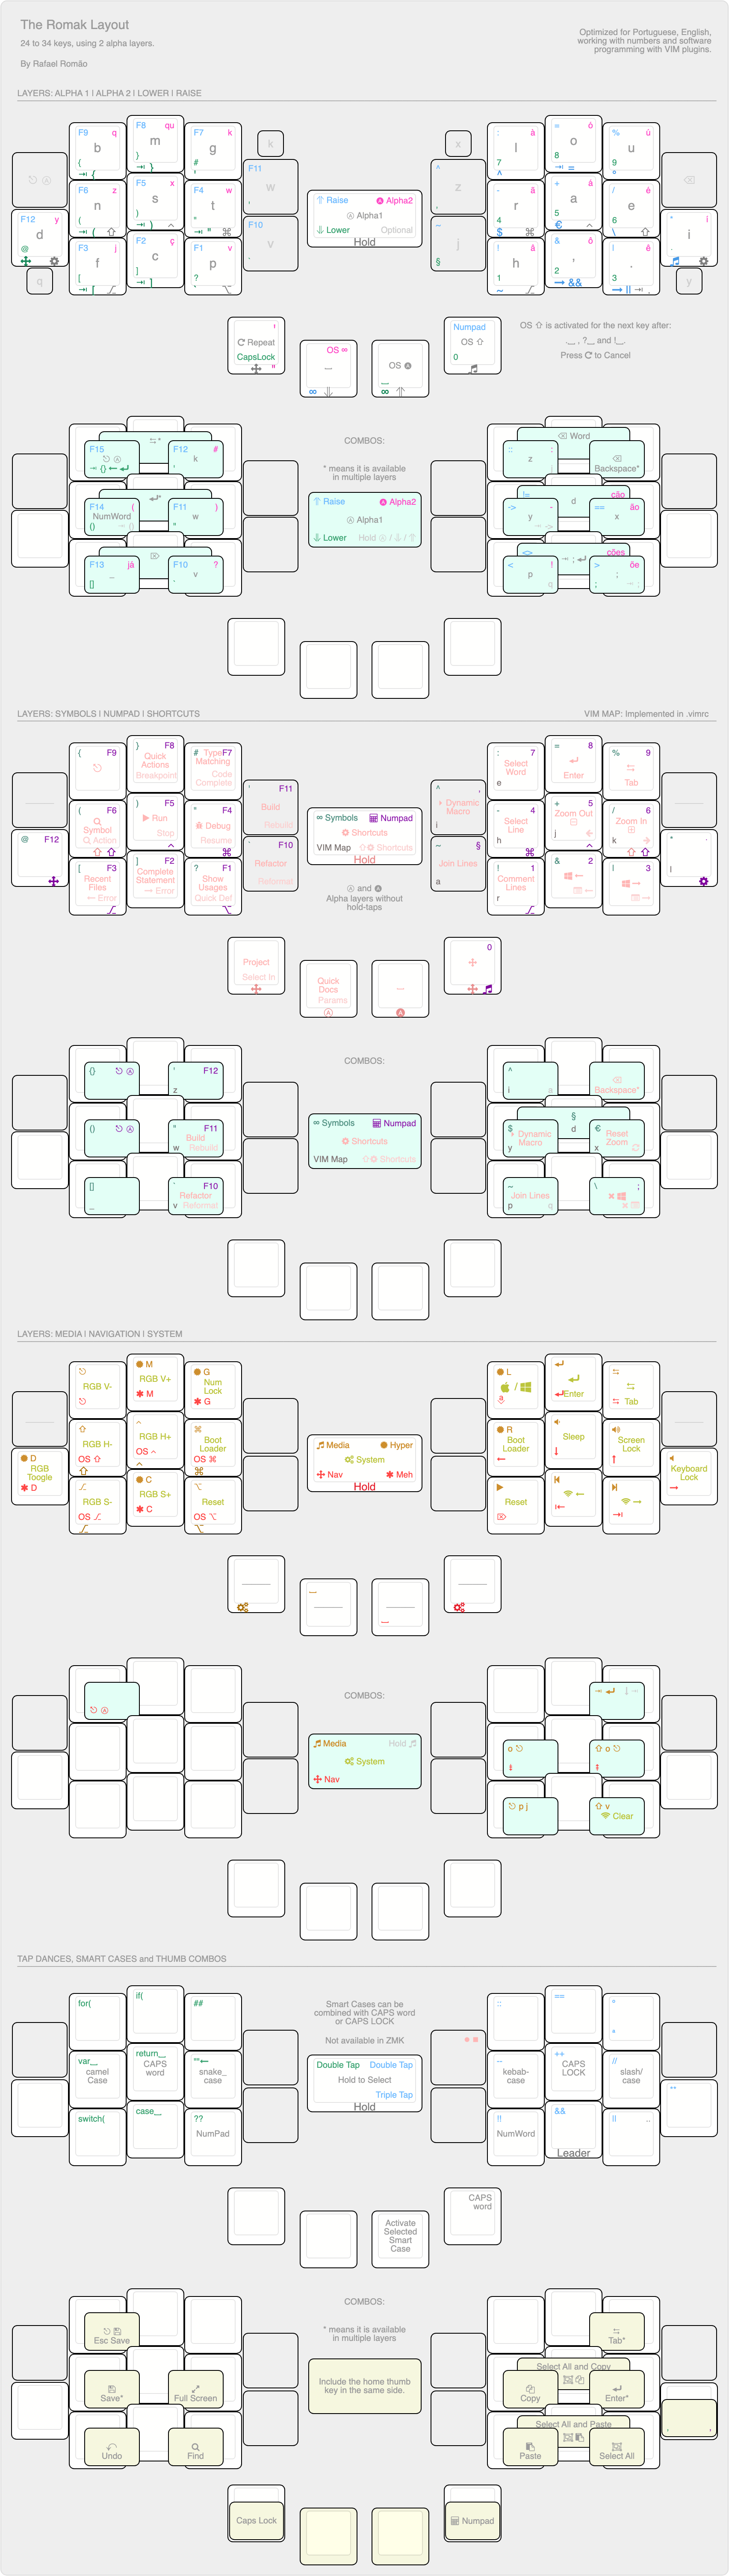 The Romak Layout
24 to 34 keys, using 2 alpha layers.
By Rafael Romão
Optimized for Portuguese, English,
working with numbers and software
programming with VIM plugins.
LAYERS: ALPHA 1 | ALPHA 2 | LOWER | RAISE
F9 q
b
{
F8 qu
m
}
F7 k
g
#
k
x
: à
l
7
= ó
o
8
% ú
u
9
F11
w
'
^
z
,
F6 z
n
(
F5 x
s
)
F4 w
t
*
Raise Alpha2
Alpha1
Lower Optional
Hold
- ã
r
4
$
+ á
a
5
€
/ é
e
6
\
F12 y
d
@
F10
v
`
~
j
§
* í
i
F3 j
f
[
F2 ç
c
]
F1 v
p
?
! â
h
1
~
& õ
,
2
&&
| ê
.
3
||
q
y
'
Repeat
CapsLock
"
OS ∞
∞
OS A
∞
Numpad
OS ⇧
0
OS ⇧ is activated for the next key after:
.__ , ?__ and !__.
Press to Cancel
COMBOS:
* means it is available
in multiple layers
F15
F12 #
k
'
Word
:: :
z
Backspace*
F14 (
NumWord
()
F11 )
w
"
Raise Alpha2
Alpha1
Lower Hold
!= d ção
-> -
y
== ão
x
F13 já
_
[]
F10 ?
v
<> ções
< !
p
q
> õe
;
;
LAYERS: SYMBOLS | NUMPAD | SHORTCUTS
VIM MAP: Implemented in .vimrc
{ F9
} F8
Quick
Actions
Breakpoint
# Type F7
Matching
Code
Complete
: 7
Select
Word
e
= 8
Enter
% 9
Tab
' F11
Build
Rebuild
^ ,
Dynamic
Macro
i
( F6
Symbol
Action
) F5
Run
Stop
* F4
Debug
Resume
∞ Symbols Numpad
Shortcuts
VIM Map Shortcuts
Hold
- 4
Select
Line
h
+ 5
Zoom Out
j
/ 6
Zoom In
k
@ F12
` F10
Refactor
Reformat
~ §
Join Lines
a
* .
l
[ F3
Recent
Files
← Error
] F2
Complete
Statement
→ Error
? F1
Show
Usages
Quick Def
! 1
Comment
Lines
r
& 2
| 3
Ⓐ and 🅐
Alpha layers without
hold-taps
Project
Select In
Quick
Docs
Params
0
COMBOS:
{}
' F12
z
^
i a
Backspace*
()
" F11
Build
w Rebuild
∞ Symbols Numpad
Shortcuts
VIM Map Shortcuts
§
d
$
Dynamic
Macro
y
€
Reset
Zoom
x
[]
_
` F10
Refactor
v Reformat
~
Join Lines
p q
\ ;
LAYERS: MEDIA | NAVIGATION | SYSTEM
RGB V-
M
RGB V+
M
G
Num
Lock
G
L
/
a
Enter
Tab
RGB H-
OS ⇧
RGB H+
OS
Boot
Loader
OS ⌘
Media Hyper
System
Nav Meh
Hold
R
Boot
Loader
Sleep
Screen
Lock
D
RGB
Toogle
D
Keyboard
Lock
RGB S-
OS
C
RGB S+
C
Reset
OS
Reset
COMBOS:
Media Hold
System
Nav
o
o
p j
v
Clear
TAP DANCES, SMART CASES and THUMB COMBOS
for(
if(
##
Smart Cases can be
combined with CAPS word
or CAPS LOCK
Not available in ZMK
::
==
*
*
var__
camel
Case
return__
CAPS
word
snake_
case
Double Tap Double Tap
Hold to Select
Triple Tap
Hold
--
kebab-
case
++
CAPS
LOCK
//
slash/
case
switch(
case__
??
NumPad
!!
NumWord
&&
Leader
|| ..
CAPS
word
Activate
Selected
Smart
Case
COMBOS:
* means it is available
in multiple layers
Esc Save
Tab*
Save*
Full Screen
Include the home thumb
key in the same side.
Select All and Copy
Copy
Enter*
Undo
Find
Select All and Paste
Paste
Select All
Caps Lock
Numpad